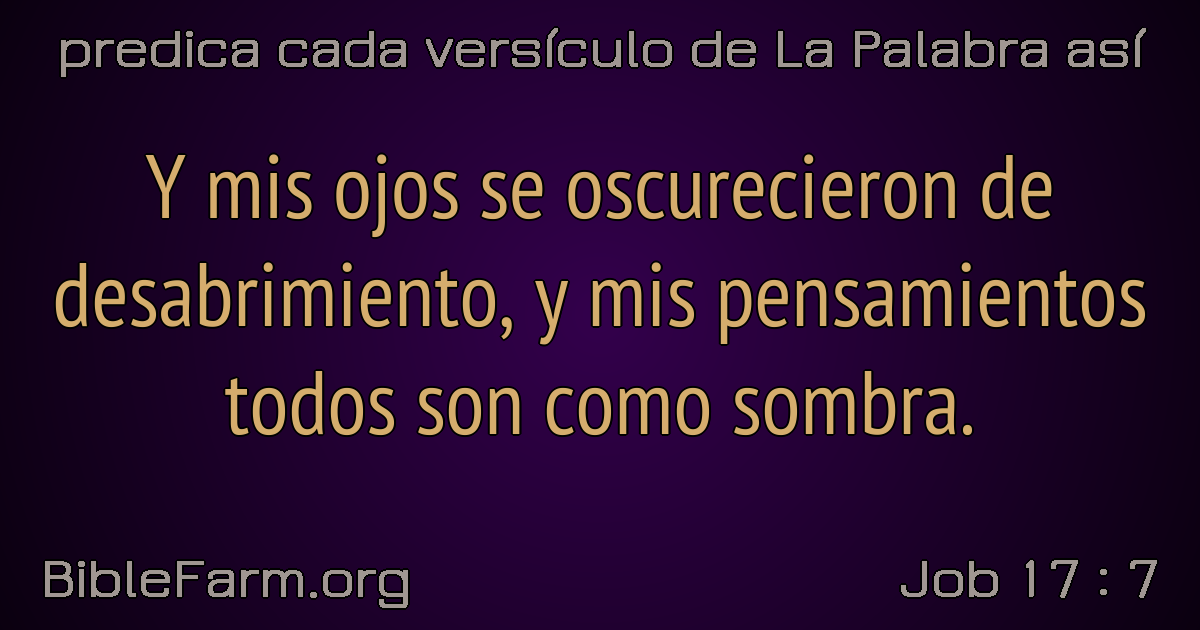 predica cada versículo de La Palabra así
Y mis ojos se oscurecieron de
desabrimiento, y mis pensamientos
todos son como sombra.
BibleFarm.org
Job 17 : 7